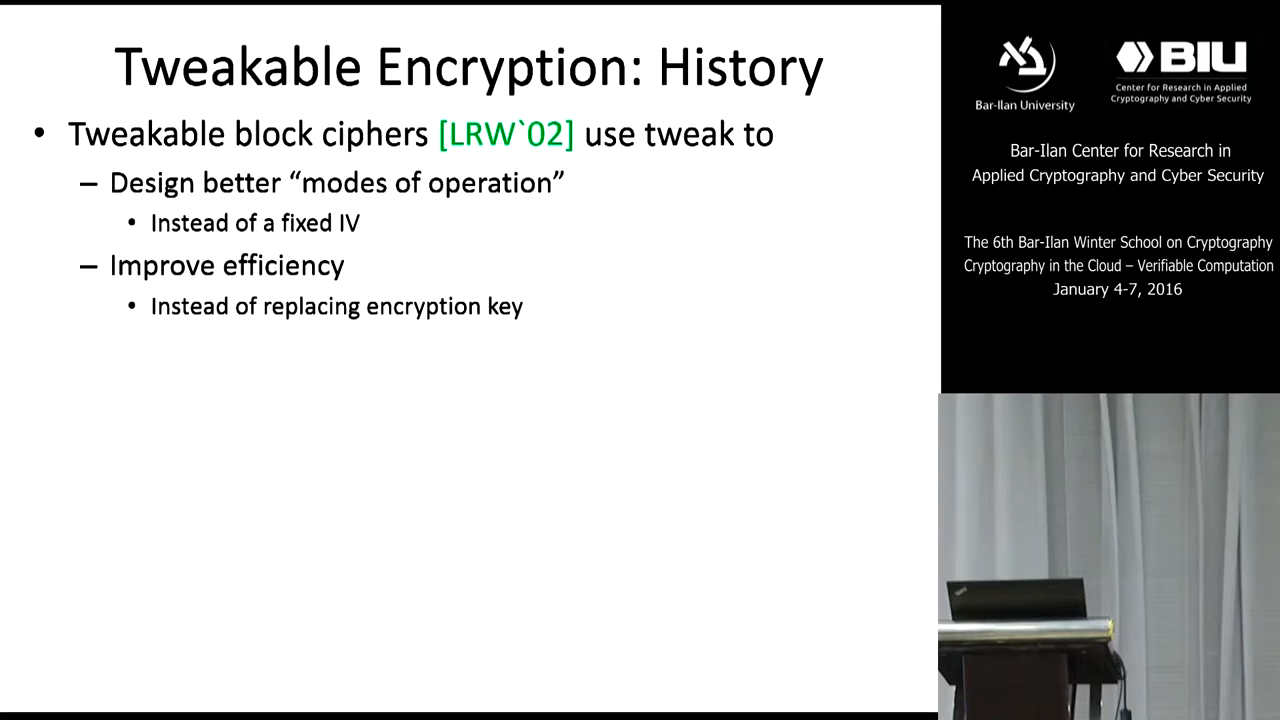 Tweakable Encryption: History
• Tweakable block ciphers [LRW`02] use tweak to
– Design better “modes of operation”
• Instead of a fixed IV
– Improve efficiency
• Instead of replacing encryption key
Bar-Ilan University
BIU
Center for Research in Applied
Cryptography and Cyber Security
Bar-Ilan Center for Research in
Applied Cryptography and Cyber Security
The 6th Bar-Ilan Winter School on Cryptography
Cryptography in the Cloud – Verifiable Computation
January 4-7, 2016